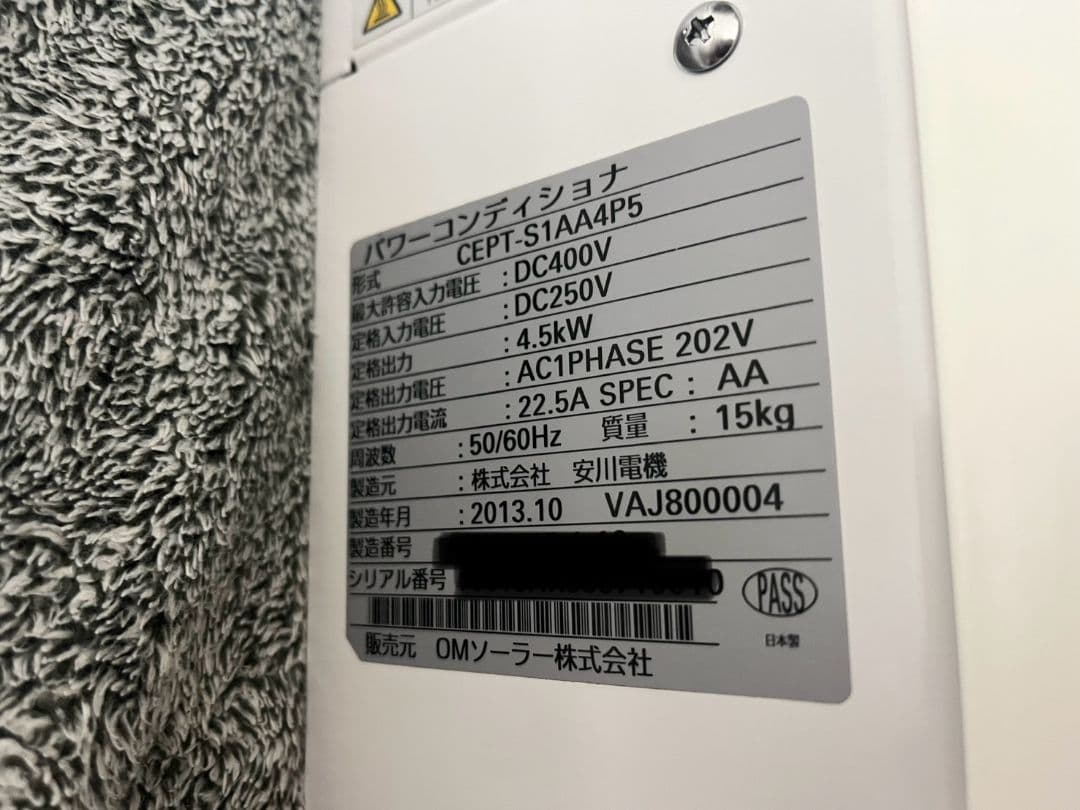 パワーコンディショナ
形式 CEPT-S1AA4P5
最大許容入力電圧 : DC400V
定格入力電圧 : DC250V
定格出力 : 4.5kW
定格出力電圧 : AC1PHASE 202V
定格出力電流 : 22.5A SPEC : AA
周波数 : 50/60Hz 質量 : 15kg
製造元 : 株式会社 安川電機
製造年月 : 2013.10 VAJ800004
製造番号
シリアル番号
PASS
日本製
販売元 OMソーラー株式会社